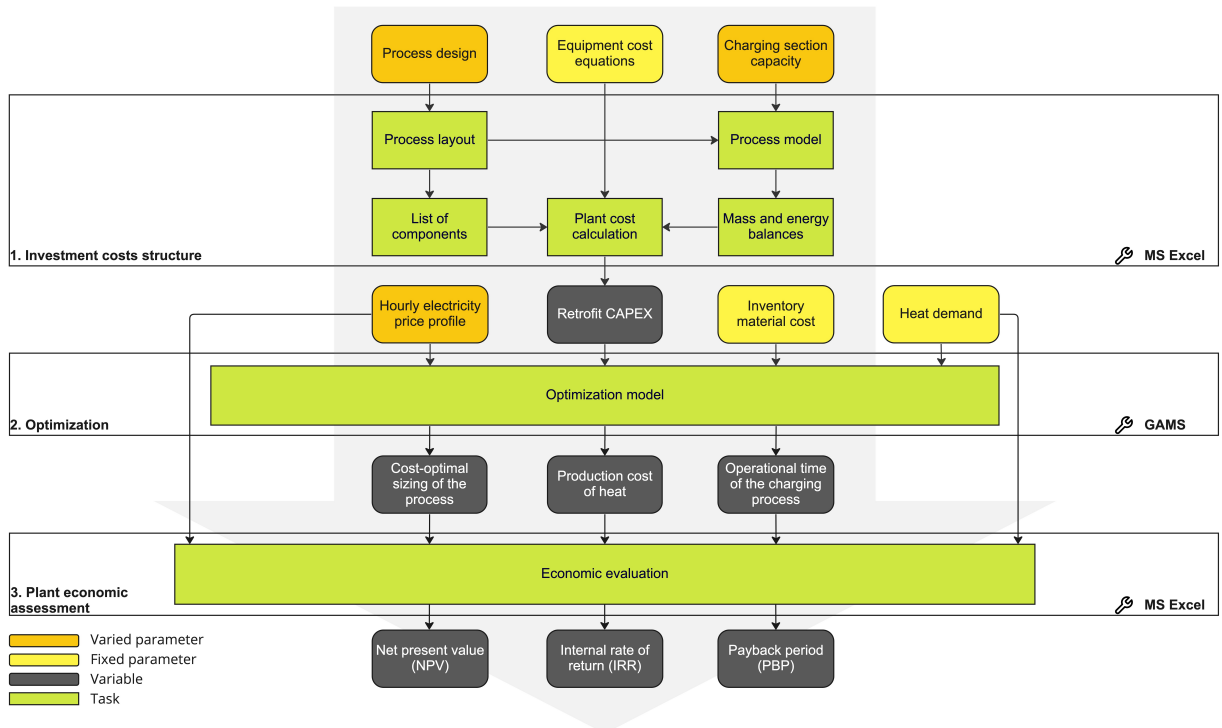 Process design
Equipment cost
equations
Charging section
capacity
Process layout
Process model
List of
components
Plant cost
calculation
Mass and energy
balances
1. Investment costs structure
MS Excel
Hourly electricity
price profile
Retrofit CAPEX
Inventory
material cost
Heat demand
Optimization model
2. Optimization
GAMS
Cost-optimal
sizing of the
process
Production cost
of heat
Operational time
of the charging
process
Economic evaluation
3. Plant economic
assessment
MS Excel
Net present value
(NPV)
Internal rate of
return (IRR)
Payback period
(PBP)
Varied parameter
Fixed parameter
Variable
Task